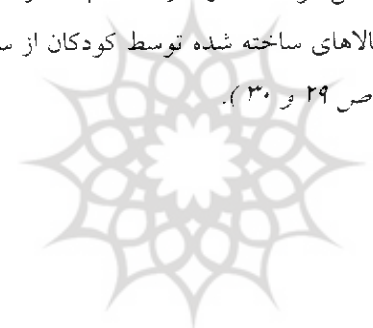 الاهای ساخته شده توسط کودکان از س
ص ۲۹ و ۳۰).